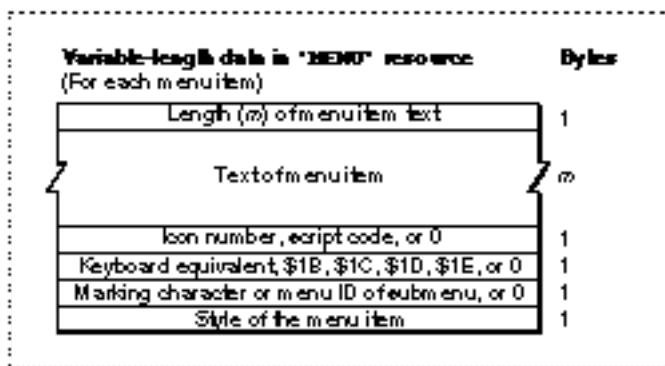 Variable-length data in 'MENU' resource Bytes
(For each menu item)
Length (m) of menu item text 1
Text of menu item m
Icon number, script code, or 0 1
Keyboard equivalent, $1B, $1C, $1D, $1E, or 0 1
Marking character or menu ID of submenu, or 0 1
Style of the menu item 1